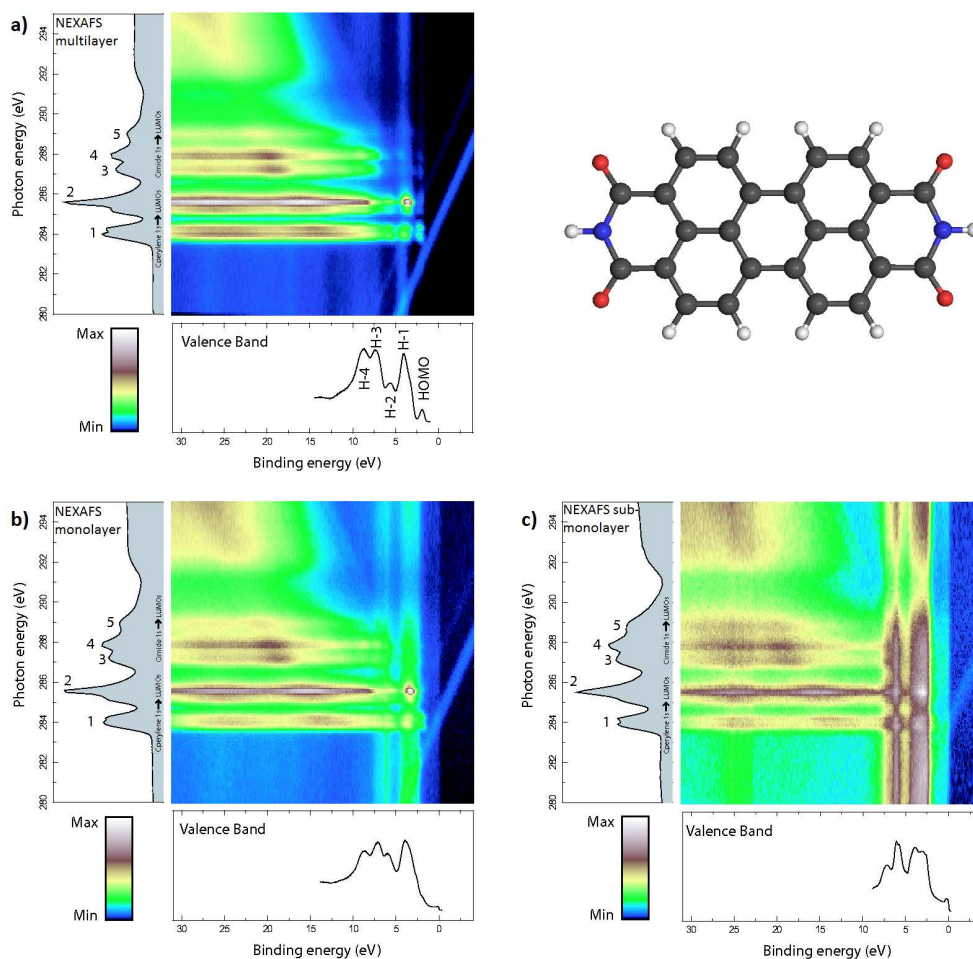 a)
NEXAFS
multilayer
Photon energy (eV)
294
292
290
288
286
284
282
280
5
4
3
2
1
Cimide 1s → LUMOs
Cperylene 1s → LUMOs
Max
Min
Valence Band
H-4
H-3
H-2
H-1
HOMO
30 25 20 15 10 5 0
Binding energy (eV)
b)
NEXAFS
monolayer
Photon energy (eV)
294
292
290
288
286
284
282
280
5
4
3
2
1
Cimide 1s → LUMOs
Cperylene 1s → LUMOs
Max
Min
Valence Band
30 25 20 15 10 5 0
Binding energy (eV)
c)
NEXAFS sub-
monolayer
Photon energy (eV)
294
292
290
288
286
284
282
280
5
4
3
2
1
Cimide 1s → LUMOs
Cperylene 1s → LUMOs
Max
Min
Valence Band
30 25 20 15 10 5 0
Binding energy (eV)